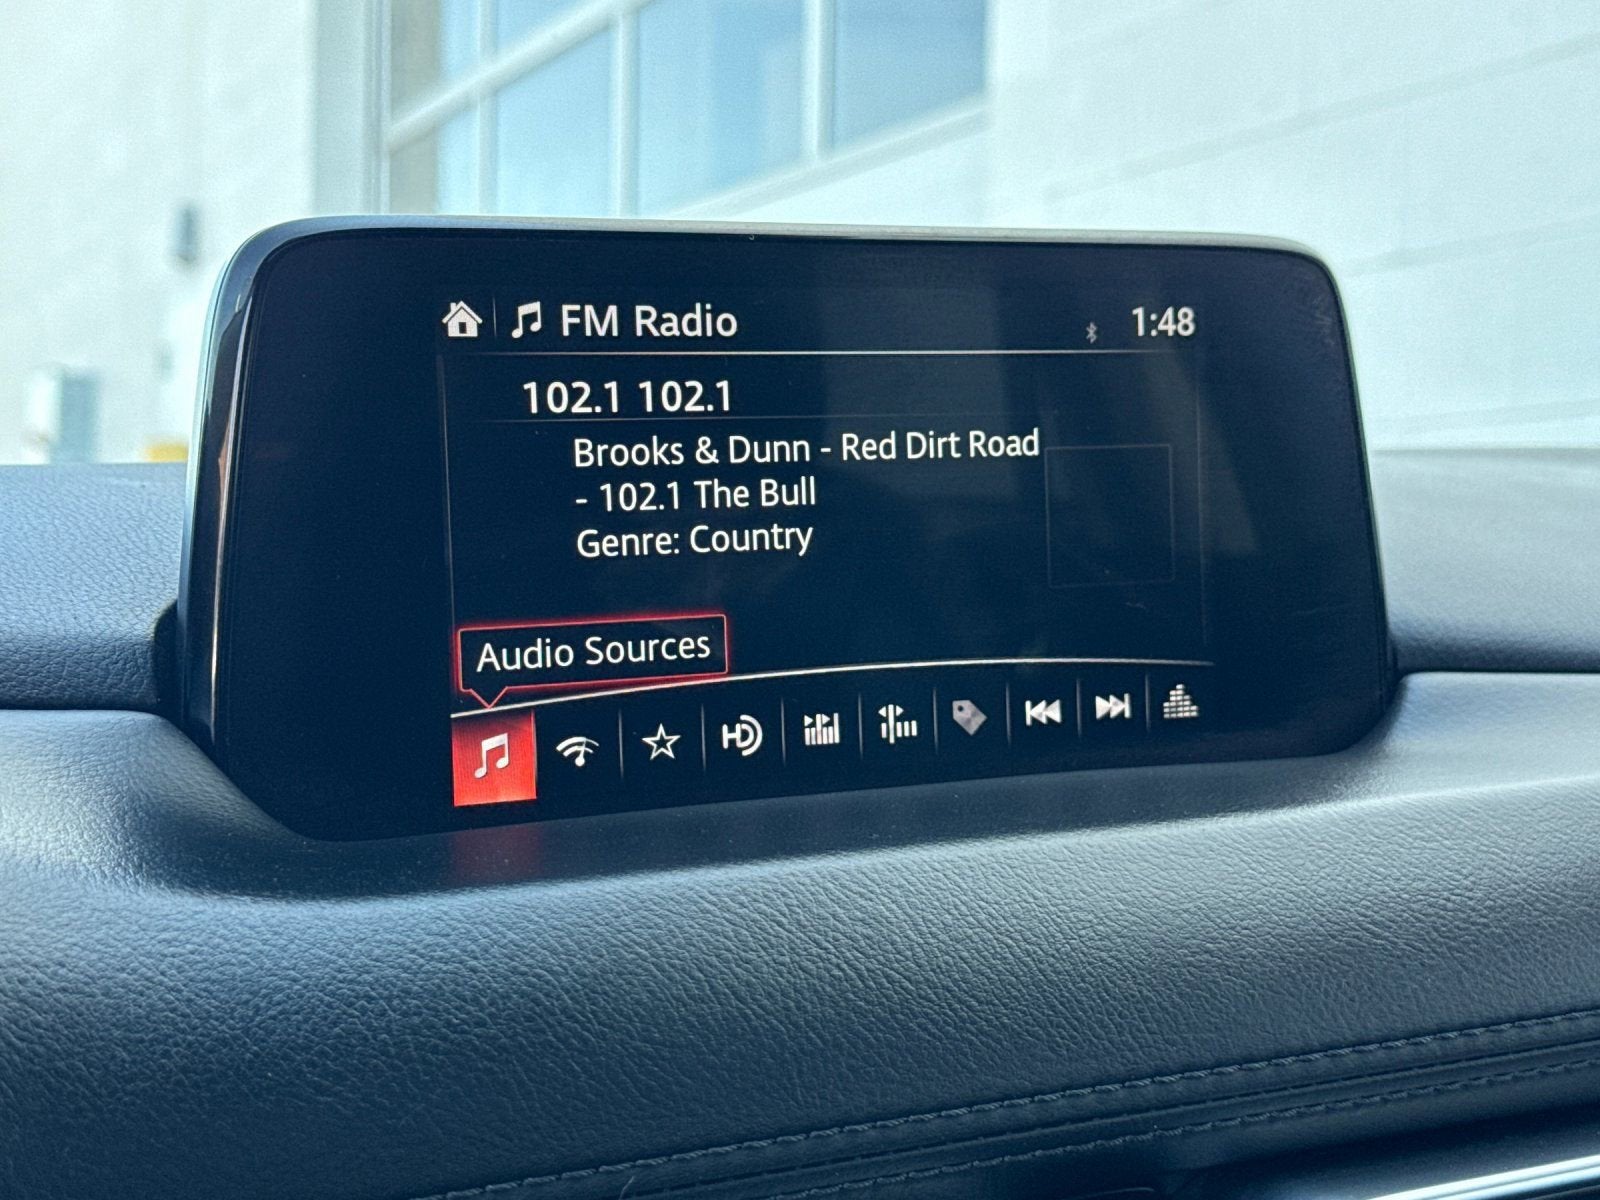 FM Radio
1:48
102.1 102.1
Brooks & Dunn - Red Dirt Road
- 102.1 The Bull
Genre: Country
Audio Sources
HD